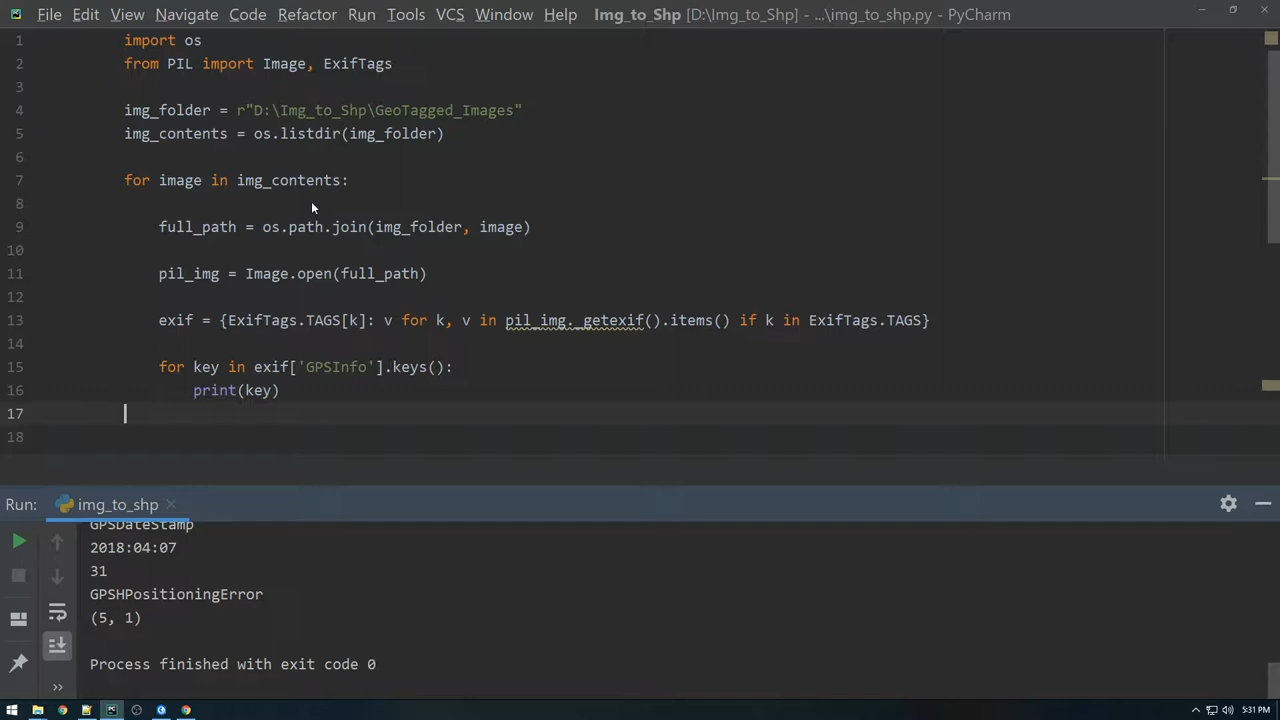 File Edit View Navigate Code Refactor Run Tools VCS Window Help Img_to_Shp [D:\Img_to_Shp] - ...\img_to_shp.py - PyCharm
1 import os
2 from PIL import Image, ExifTags
3
4 img_folder = r"D:\Img_to_Shp\GeoTagged_Images"
5 img_contents = os.listdir(img_folder)
6
7 for image in img_contents:
8
9 full_path = os.path.join(img_folder, image)
10
11 pil_img = Image.open(full_path)
12
13 exif = {ExifTags.TAGS[k]: v for k, v in pil_img._getexif().items() if k in ExifTags.TAGS}
14
15 for key in exif['GPSInfo'].keys():
16 print(key)
17
18
Run: img_to_shp
GPSDateStamp
2018:04:07
31
GPSHPositioningError
(5, 1)
Process finished with exit code 0
5:31 PM